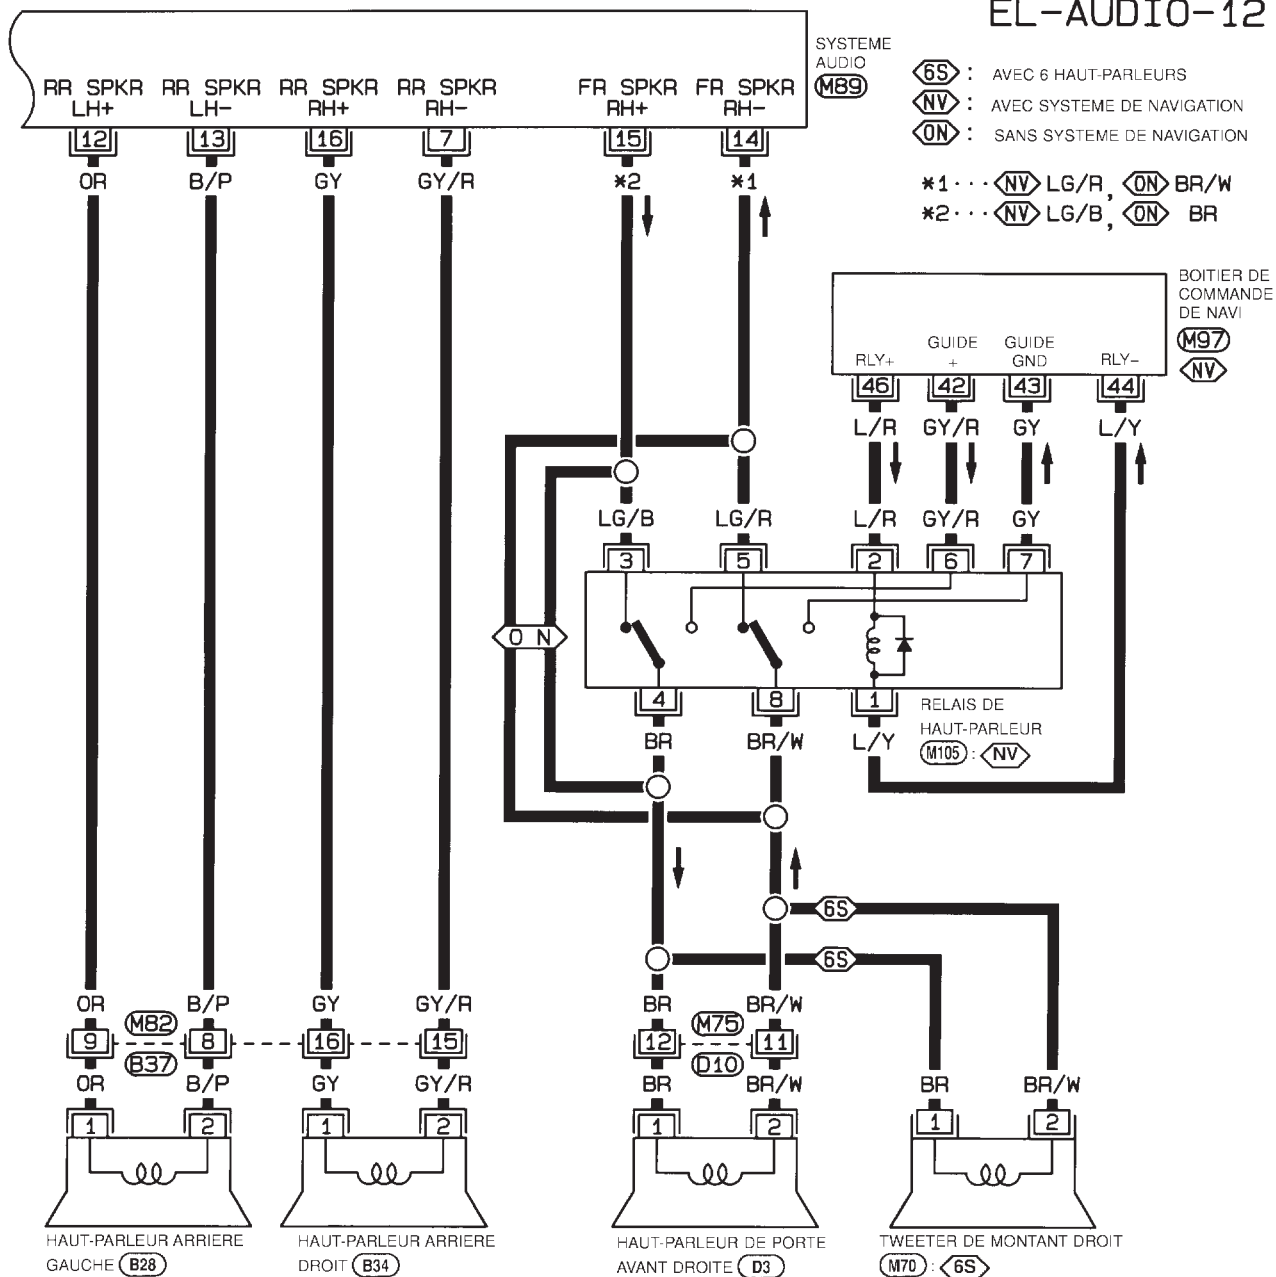 EL-AUDIO-12
SYSTEME
AUDIO
M89
6S : AVEC 6 HAUT-PARLEURS
NV : AVEC SYSTEME DE NAVIGATION
ON : SANS SYSTEME DE NAVIGATION
*1··· NV LG/R, ON BR/W
*2··· NV LG/B, ON BR
RR SPKR RR SPKR RR SPKR RR SPKR FR SPKR FR SPKR
LH+ LH- RH+ RH- RH+ RH-
12 13 16 7 15 14
OR B/P GY GY/R *2 *1
BOITIER DE
COMMANDE
DE NAVI
M97
NV
GUIDE GUIDE
RLY+ + GND RLY-
46 42 43 44
L/R GY/R GY L/Y
LG/B LG/R L/R GY/R GY
3 5 2 6 7
O N
4 8 1
BR BR/W L/Y
RELAIS DE
HAUT-PARLEUR
M105 : NV
6S
6S
OR B/P GY GY/R BR BR/W
M82 M75
9 8 16 15 12 11
B37 D10
OR B/P GY GY/R BR BR/W BR BR/W
1 2 1 2 1 2 1 2
HAUT-PARLEUR ARRIERE
GAUCHE B28
HAUT-PARLEUR ARRIERE
DROIT B34
HAUT-PARLEUR DE PORTE
AVANT DROITE D3
TWEETER DE MONTANT DROIT
M70 : 6S